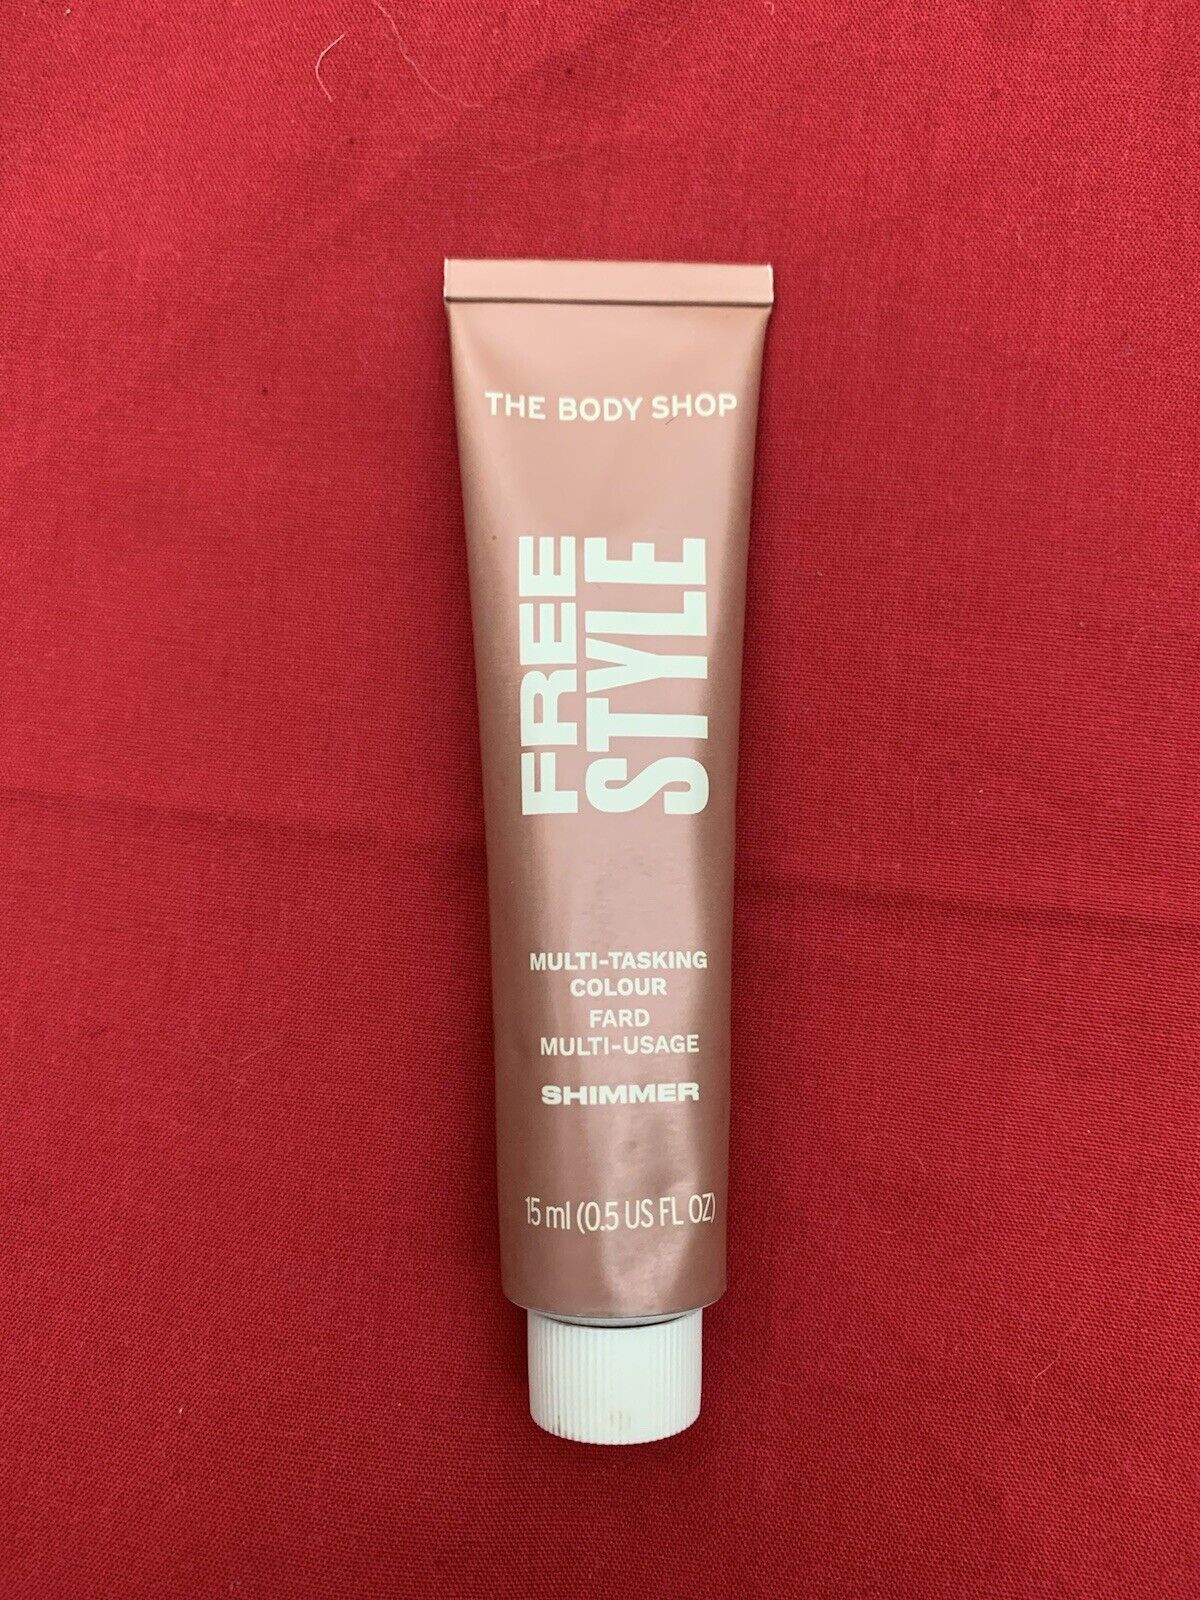 THE BODY SHOP
FREE
STYLE
MULTI-TASKING
COLOUR
FARD
MULTI-USAGE
SHIMMER
15 ml (0.5 US FL OZ)